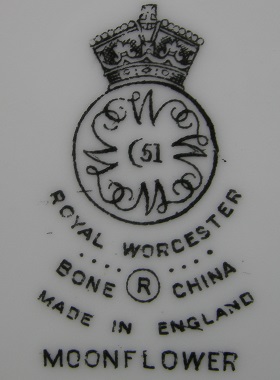 C 51
ROYAL WORCESTER
BONE R CHINA
MADE IN ENGLAND
MOONFLOWER